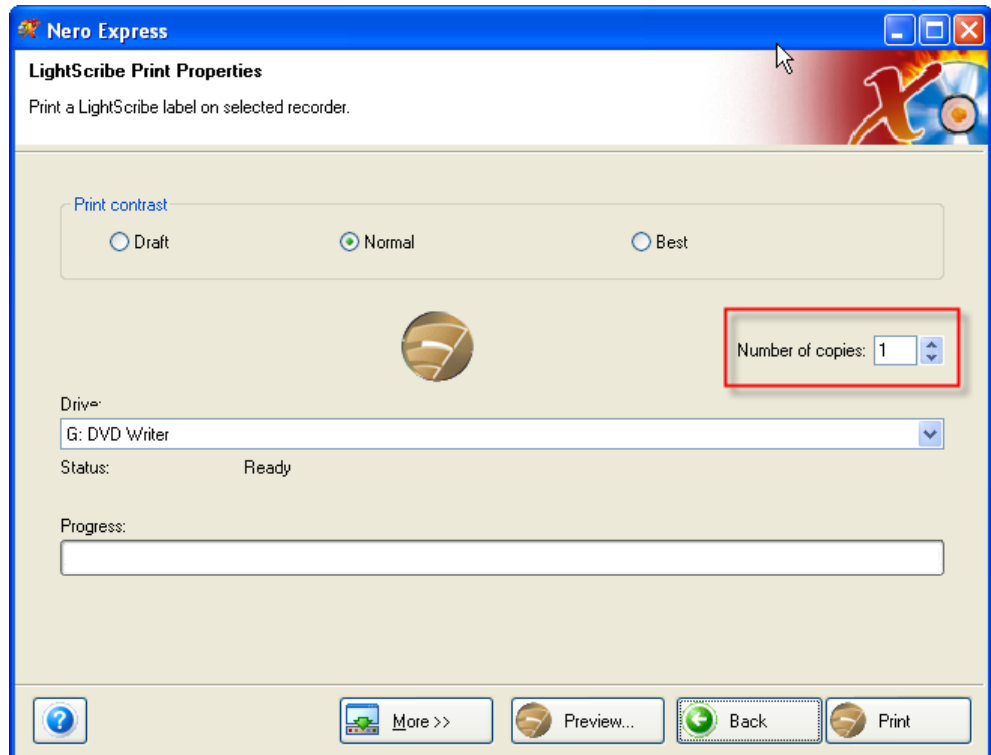 Nero Express
LightScribe Print Properties
Print a LightScribe label on selected recorder.
Print contrast
Draft Normal Best
Number of copies: 1
Drive:
G: DVD Writer
Status: Ready
Progress:
More >> Preview... Back Print